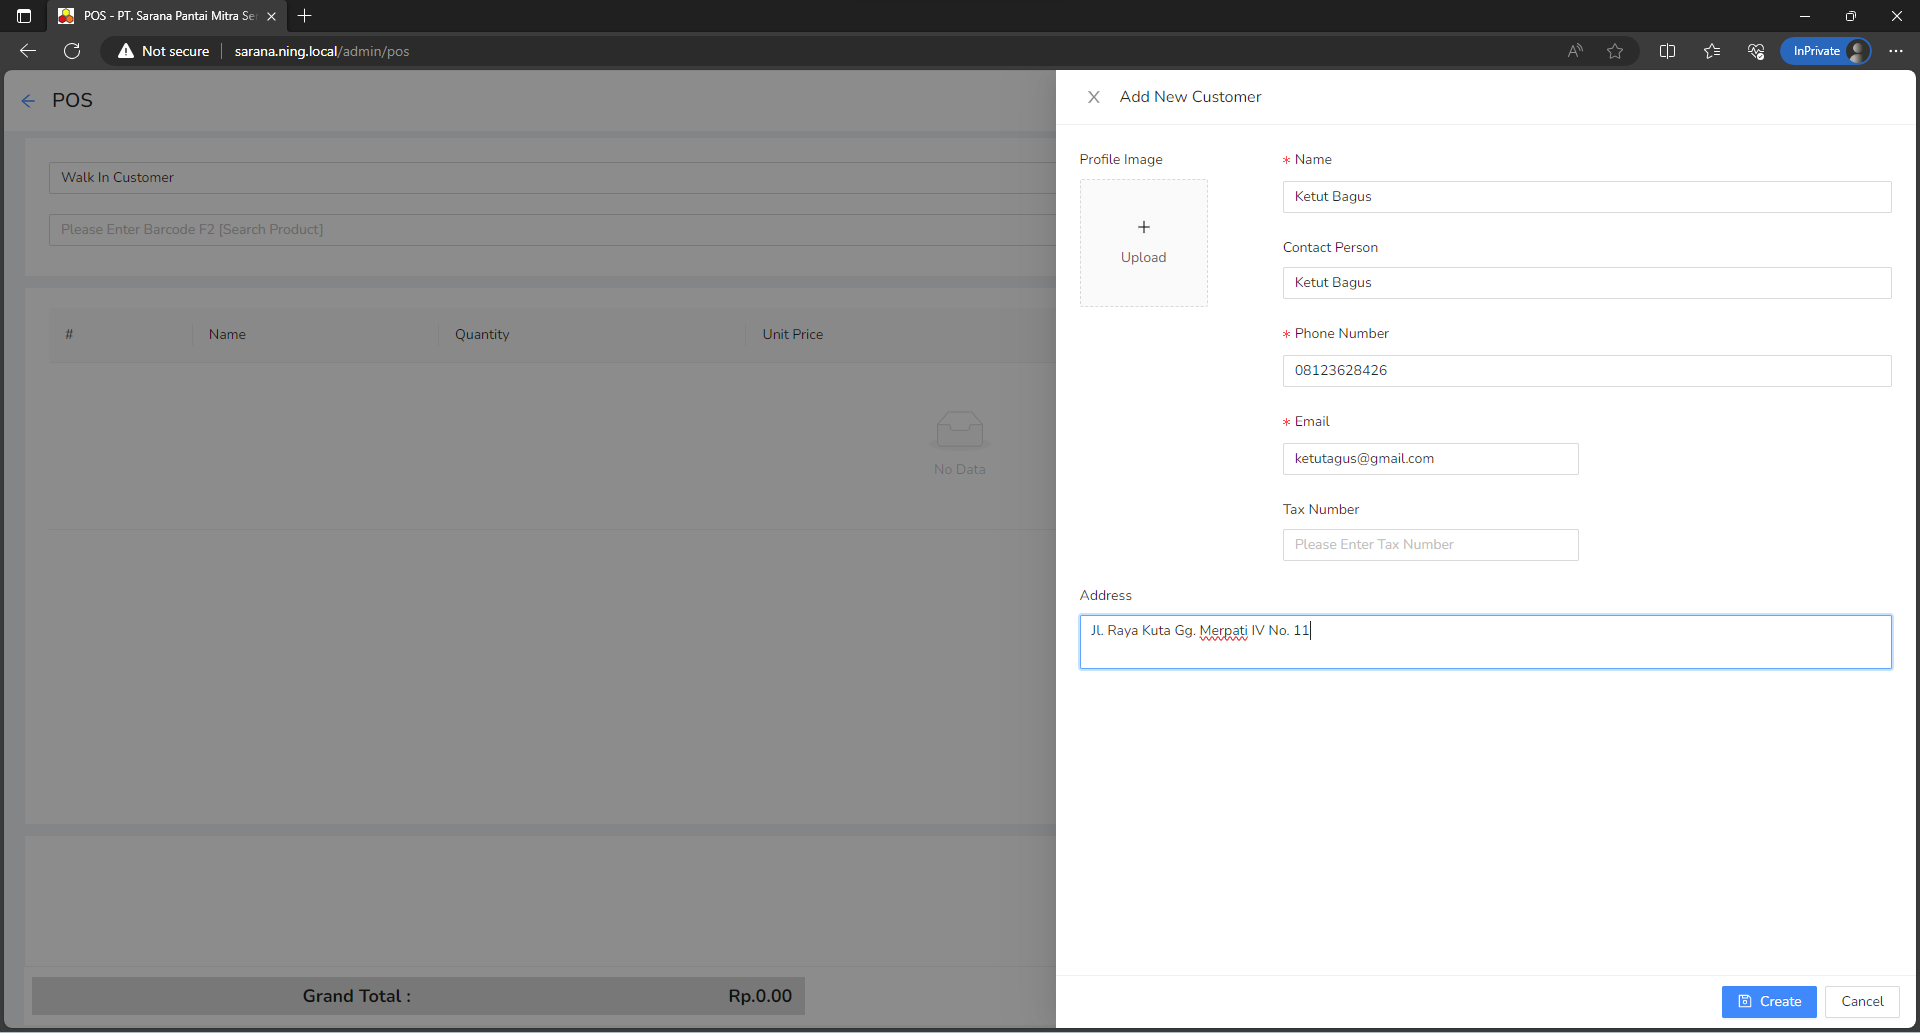 POS - PT. Sarana Pantai Mitra Se
Not secure
sarana.ning.local/admin/pos
InPrivate
POS
Walk In Customer
Please Enter Barcode F2 [Search Product]
# Name Quantity Unit Price
No Data
Grand Total : Rp.0.00
Add New Customer
Profile Image
+
Upload
* Name
Ketut Bagus
Contact Person
Ketut Bagus
* Phone Number
08123628426
* Email
ketutagus@gmail.com
Tax Number
Please Enter Tax Number
Address
Jl. Raya Kuta Gg. Merpati IV No. 11
Create
Cancel